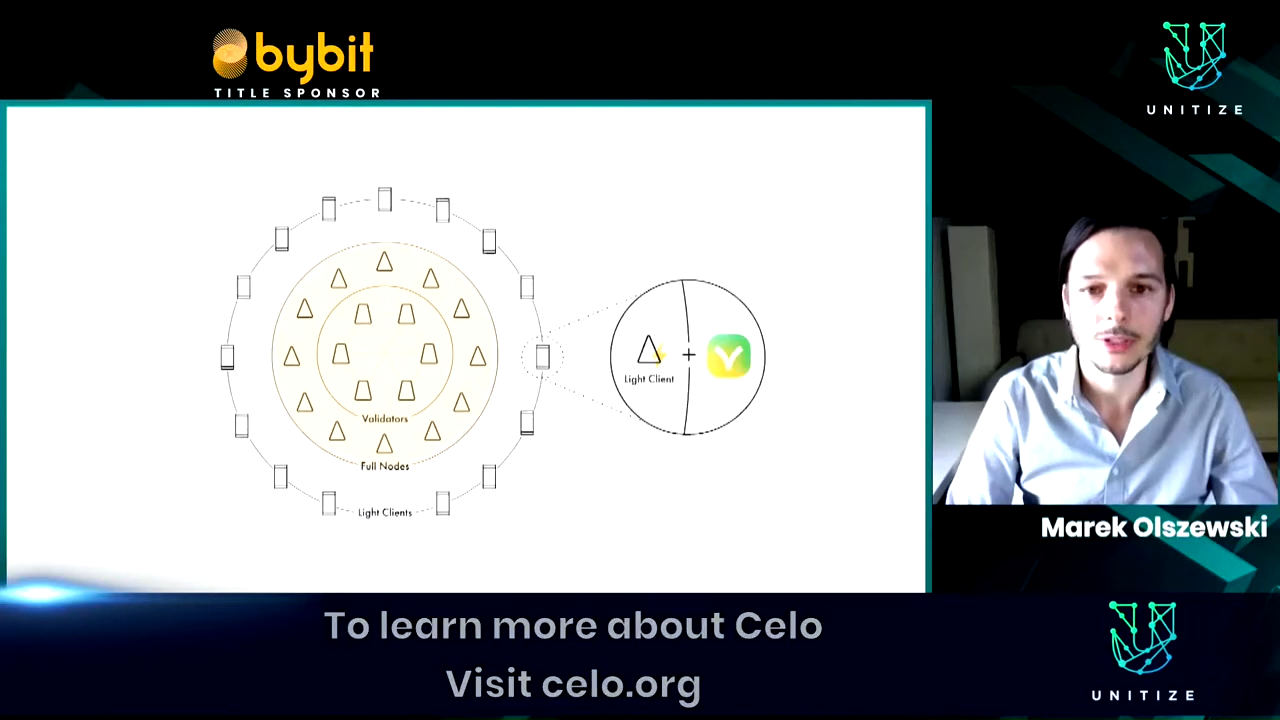 bybit
TITLE SPONSOR
UNITIZE
Light Client
+
Validators
Full Nodes
Light Clients
Marek Olszewski
To learn more about Celo
Visit celo.org
UNITIZE